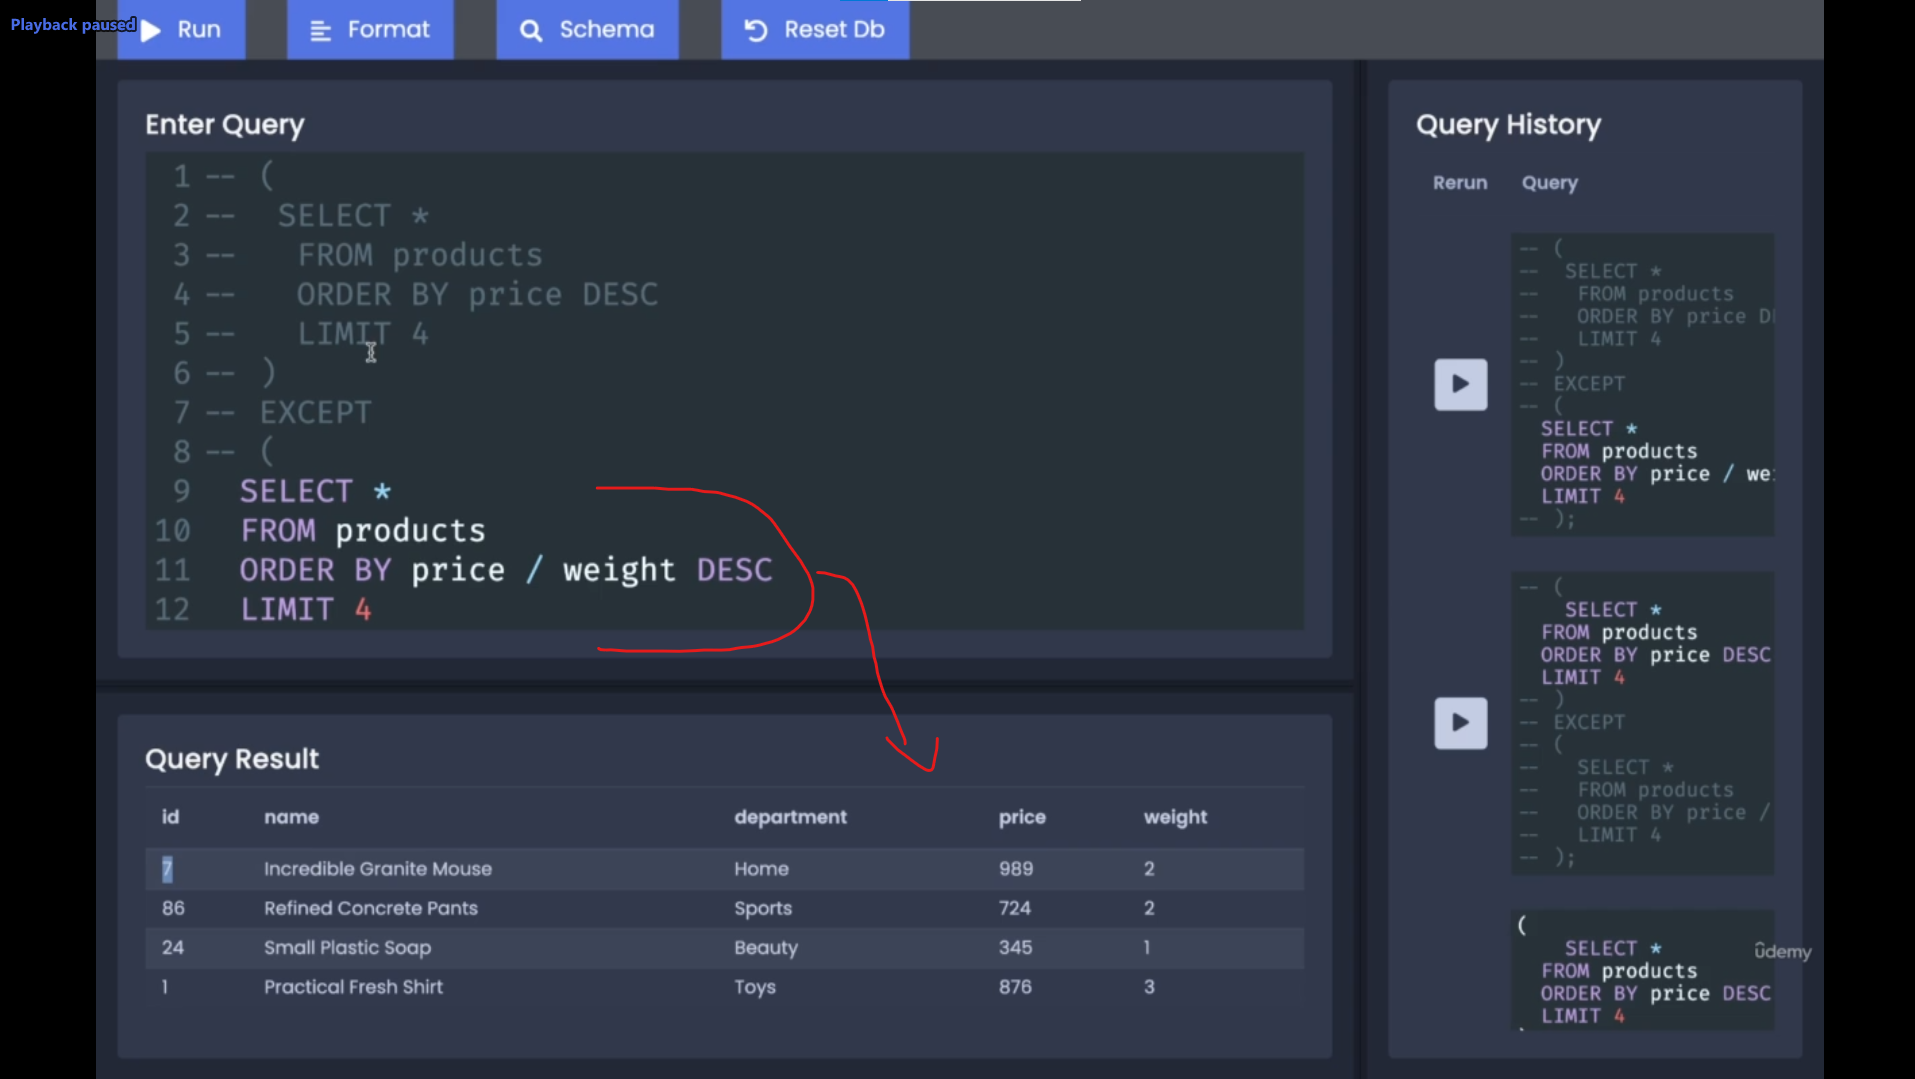 Playback paused
Run
Format
Schema
Reset Db
Enter Query
1 -- (
2 -- SELECT *
3 -- FROM products
4 -- ORDER BY price DESC
5 -- LIMIT 4
6 -- )
7 -- EXCEPT
8 -- (
9 SELECT *
10 FROM products
11 ORDER BY price / weight DESC
12 LIMIT 4
Query Result
id name department price weight
7 Incredible Granite Mouse Home 989 2
86 Refined Concrete Pants Sports 724 2
24 Small Plastic Soap Beauty 345 1
1 Practical Fresh Shirt Toys 876 3
Query History
Rerun Query
-- (
-- SELECT *
-- FROM products
-- ORDER BY price D
-- LIMIT 4
-- )
-- EXCEPT
-- (
SELECT *
FROM products
ORDER BY price / we
LIMIT 4
-- );
-- (
SELECT *
FROM products
ORDER BY price DESC
LIMIT 4
-- )
-- EXCEPT
-- (
-- SELECT *
-- FROM products
-- ORDER BY price /
-- LIMIT 4
-- );
(
SELECT *
FROM products
ORDER BY price DESC
LIMIT 4
ûdemy